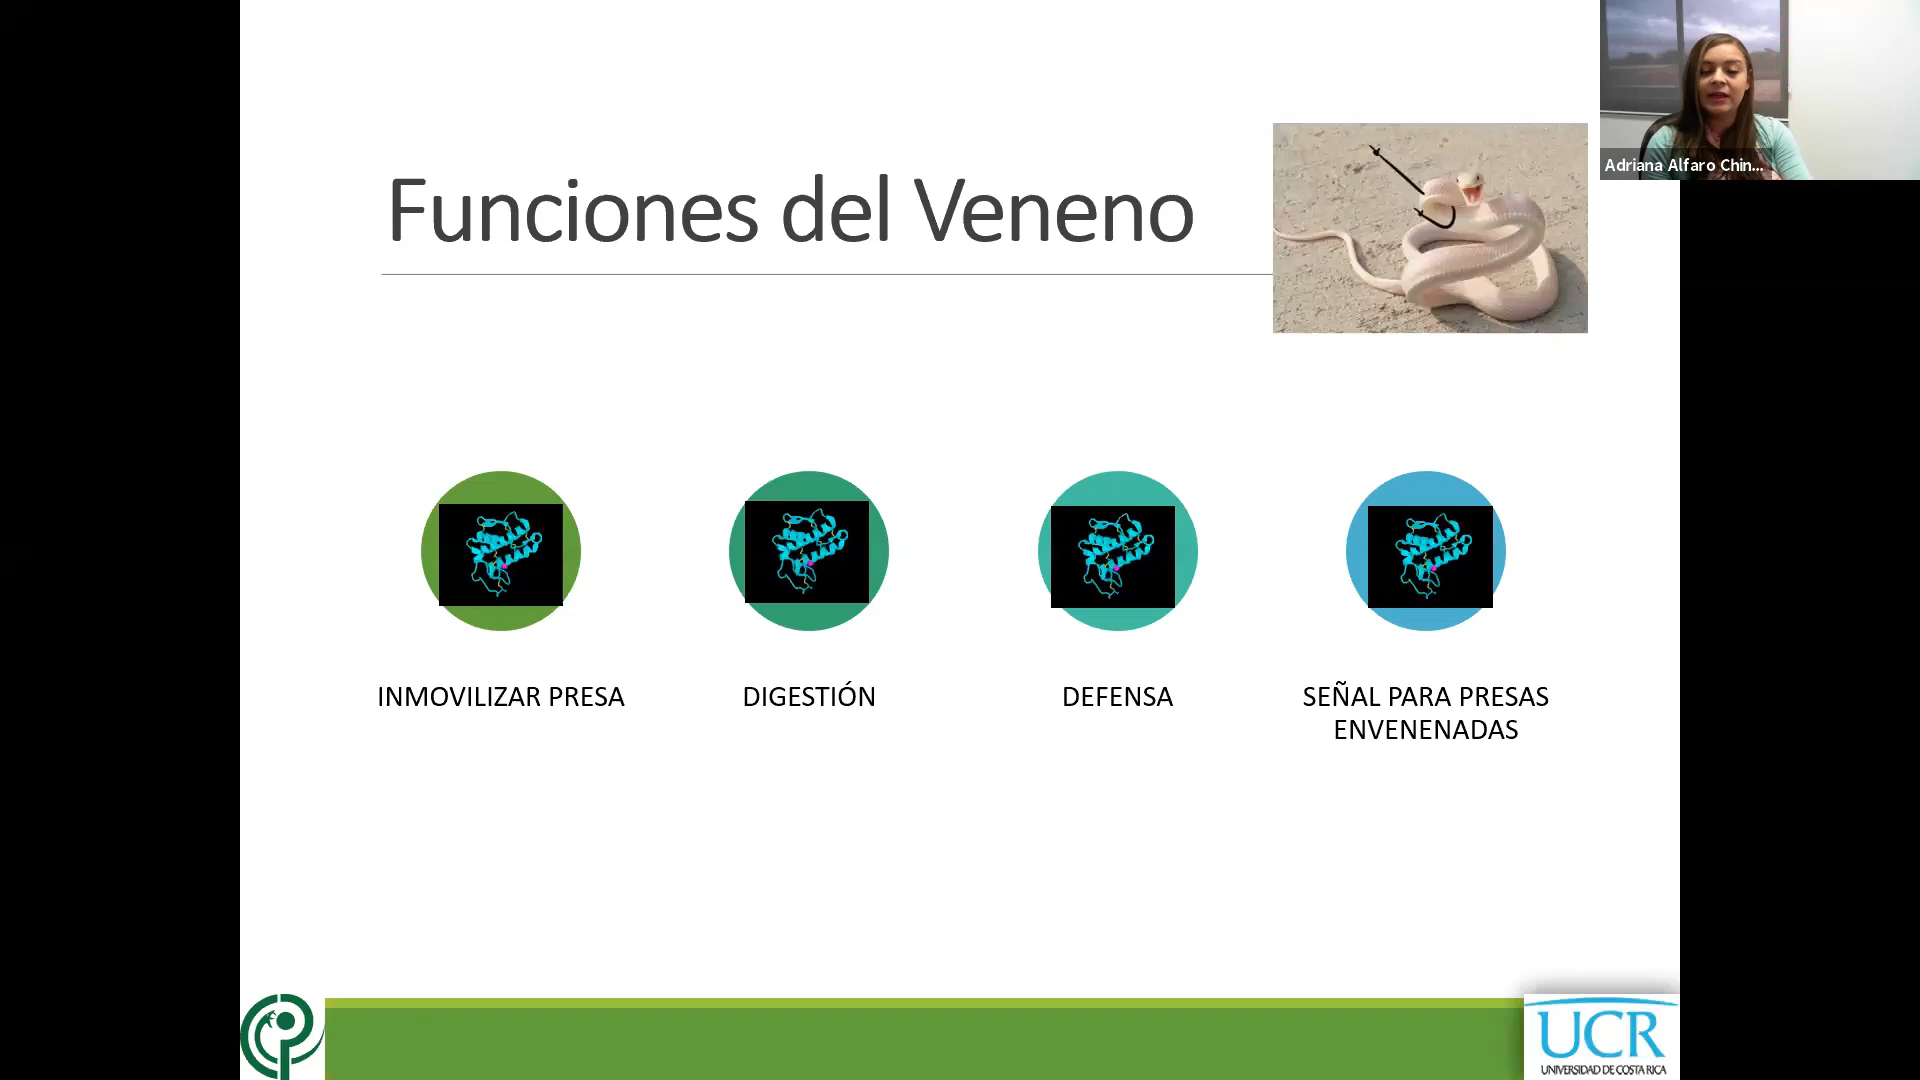 Adriana Alfaro Chin...
Funciones del Veneno
INMOVILIZAR PRESA
DIGESTIÓN
DEFENSA
SEÑAL PARA PRESAS
ENVENENADAS
UCR
UNIVERSIDAD DE COSTA RICA